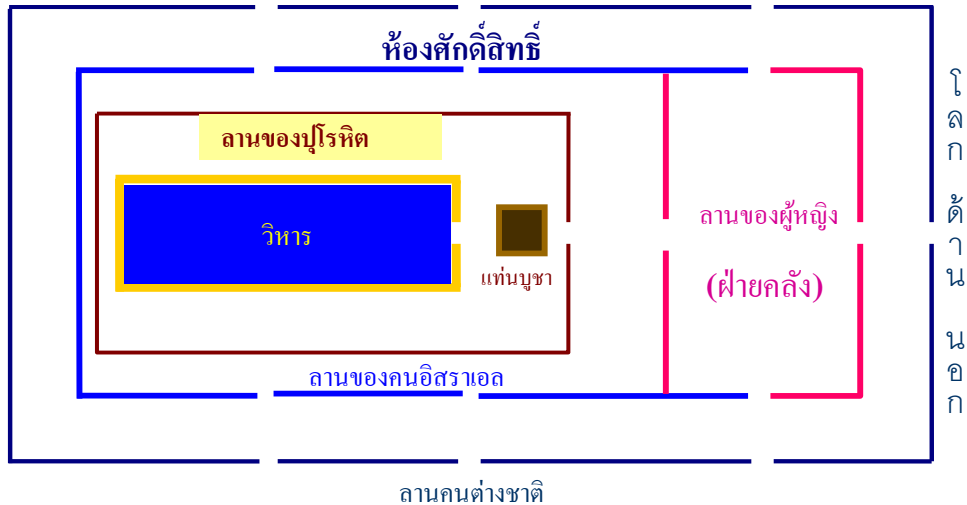 ห้องศักดิ์สิทธิ์
ลานของปุโรหิต
วิหาร
แท่นบูชา
ลานของผู้หญิง
(ฝ่ายคลัง)
ลานของคนอิสราเอล
ลานคนต่างชาติ
โลก ด้าน นอก